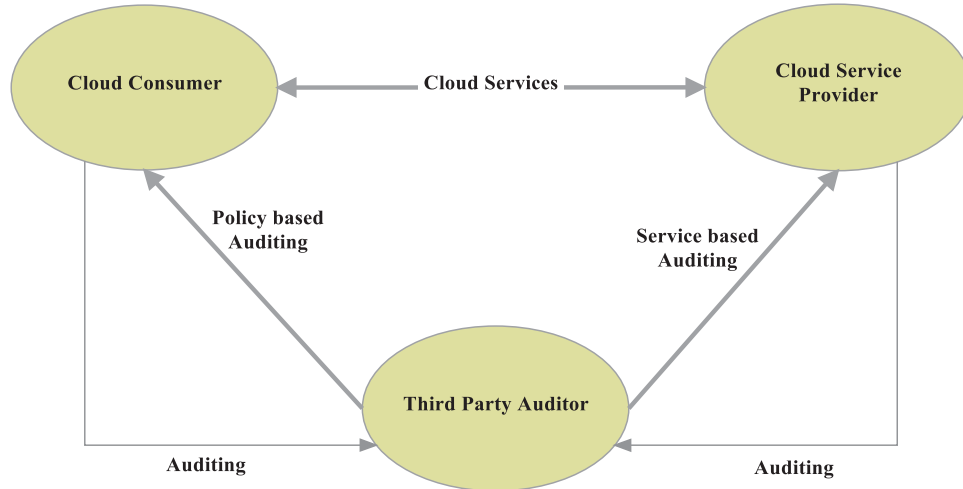 Cloud Consumer
Cloud Services
Cloud Service
Provider
Policy based
Auditing
Service based
Auditing
Third Party Auditor
Auditing
Auditing